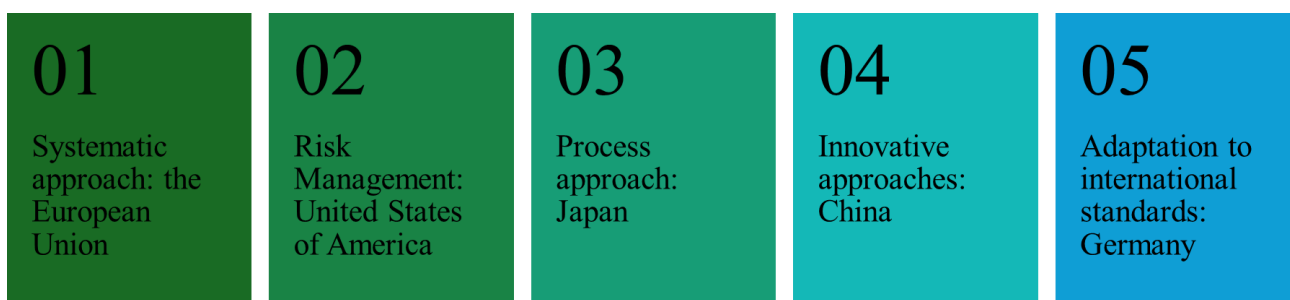 01
Systematic
approach: the
European
Union
02
Risk
Management:
United States
of America
03
Process
approach:
Japan
04
Innovative
approaches:
China
05
Adaptation to
international
standards:
Germany